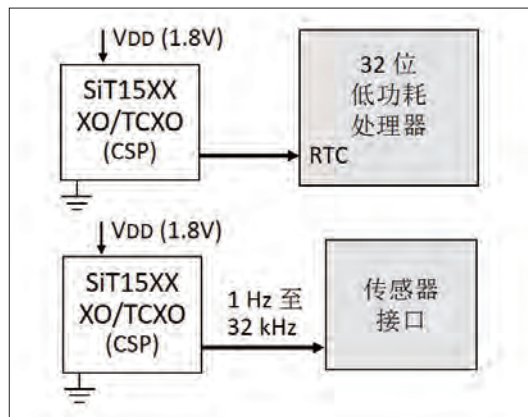 VDD (1.8V)
SiT15XX
XO/TCXO
(CSP)
32 位
低功耗
处理器
RTC
VDD (1.8V)
SiT15XX
XO/TCXO
(CSP)
1 Hz 至
32 kHz
传感器
接口